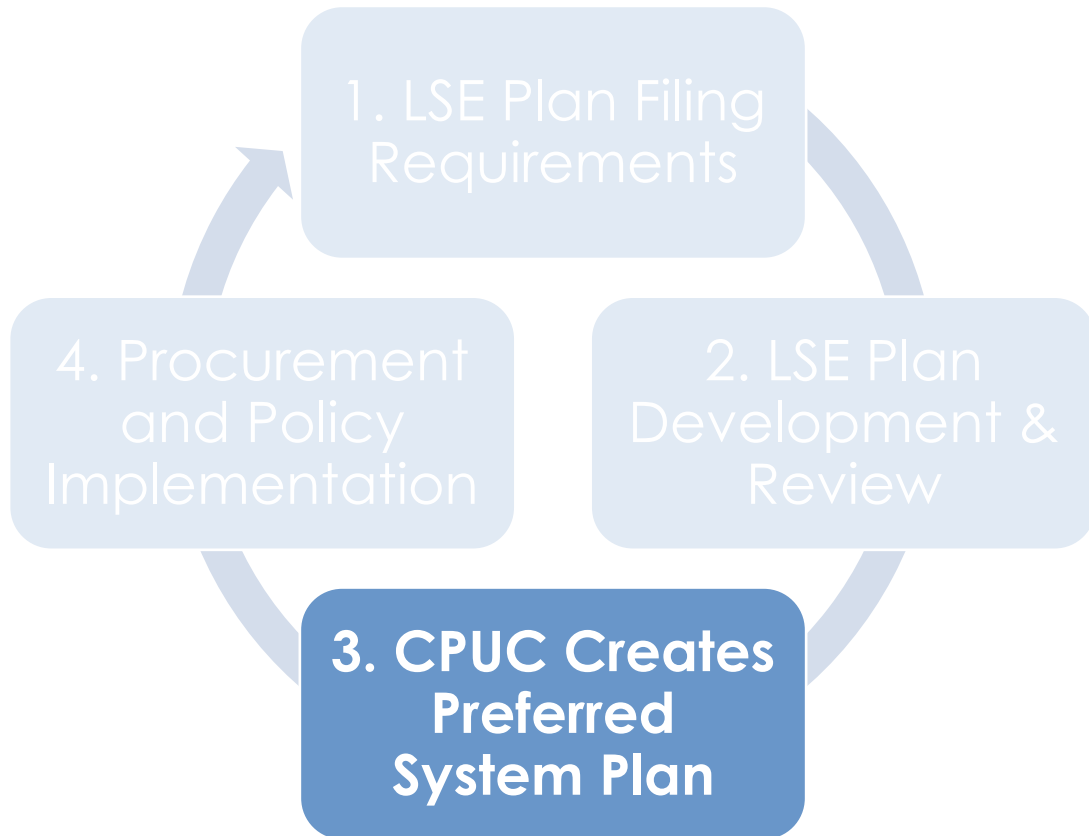 1. LSE Plan Filing
Requirements
2. LSE Plan
Development &
Review
3. CPUC Creates
Preferred
System Plan
4. Procurement
and Policy
Implementation